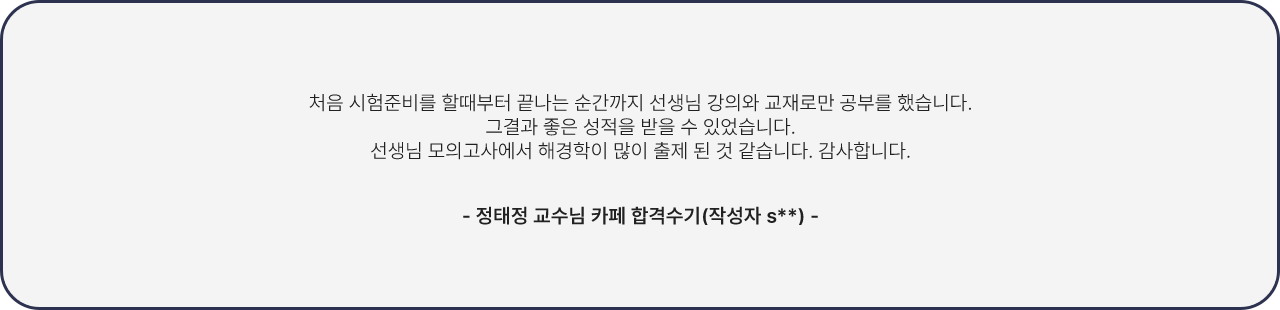 처음 시험준비를 할때부터 끝나는 순간까지 선생님 강의와 교재로만 공부를 했습니다.
그결과 좋은 성적을 받을 수 있었습니다.
선생님 모의고사에서 해경학이 많이 출제 된 것 같습니다. 감사합니다.
- 정태정 교수님 카페 합격수기(작성자 s**) -